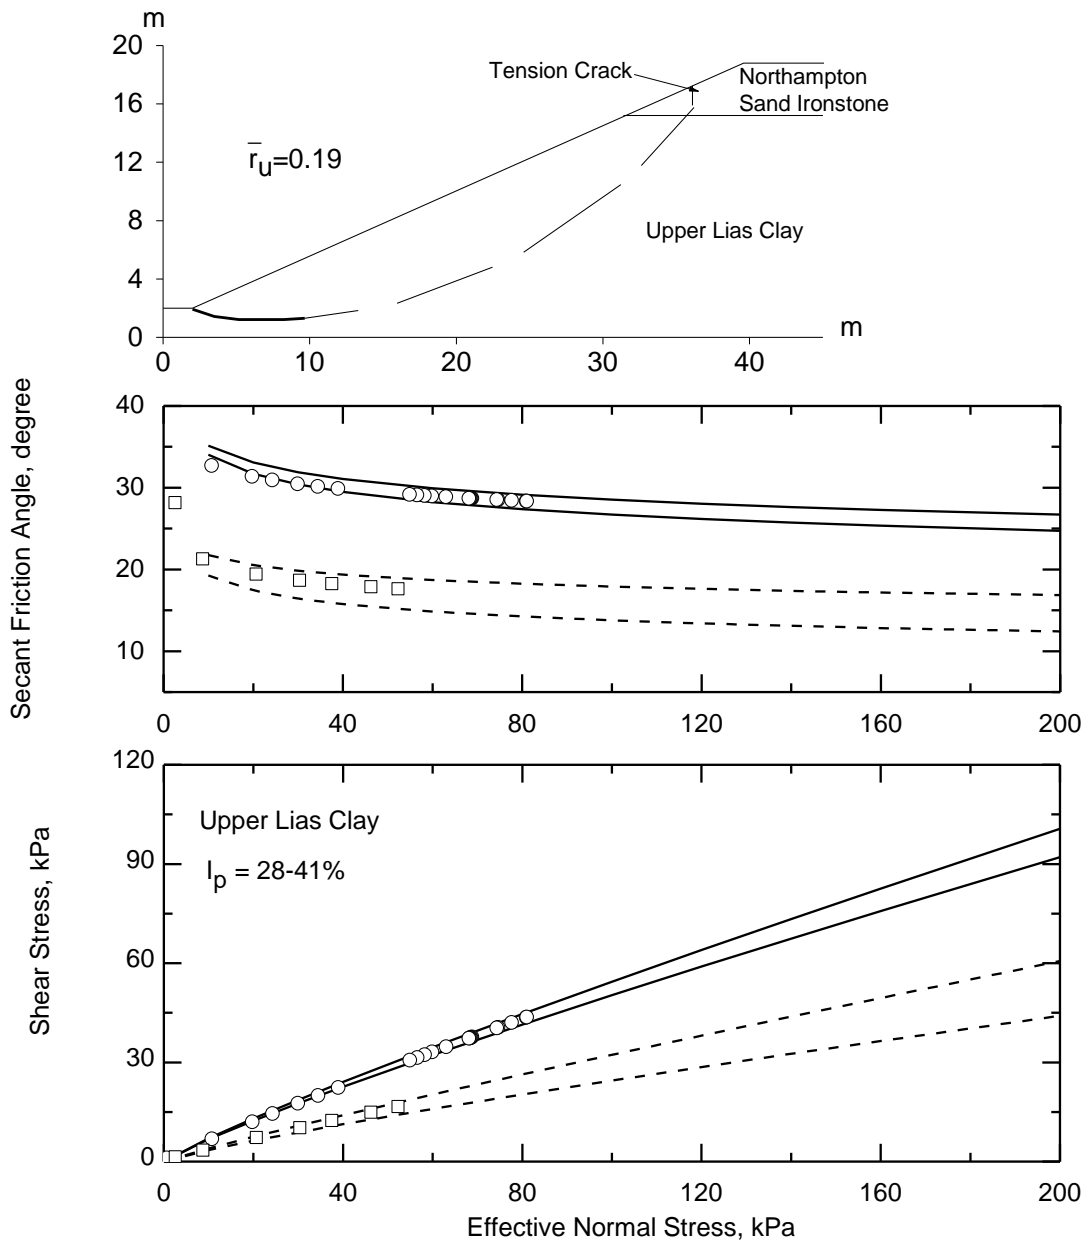 m
20
Tension Crack
Northampton
16
Sand Ironstone
r̄u=0.19
12
8
Upper Lias Clay
4
0
m
0 10 20 30 40
Secant Friction Angle, degree
40
30
20
10
0 40 80 120 160 200
Shear Stress, kPa
120
Upper Lias Clay
90
Ip = 28-41%
60
30
0
0 40 80 120 160 200
Effective Normal Stress, kPa